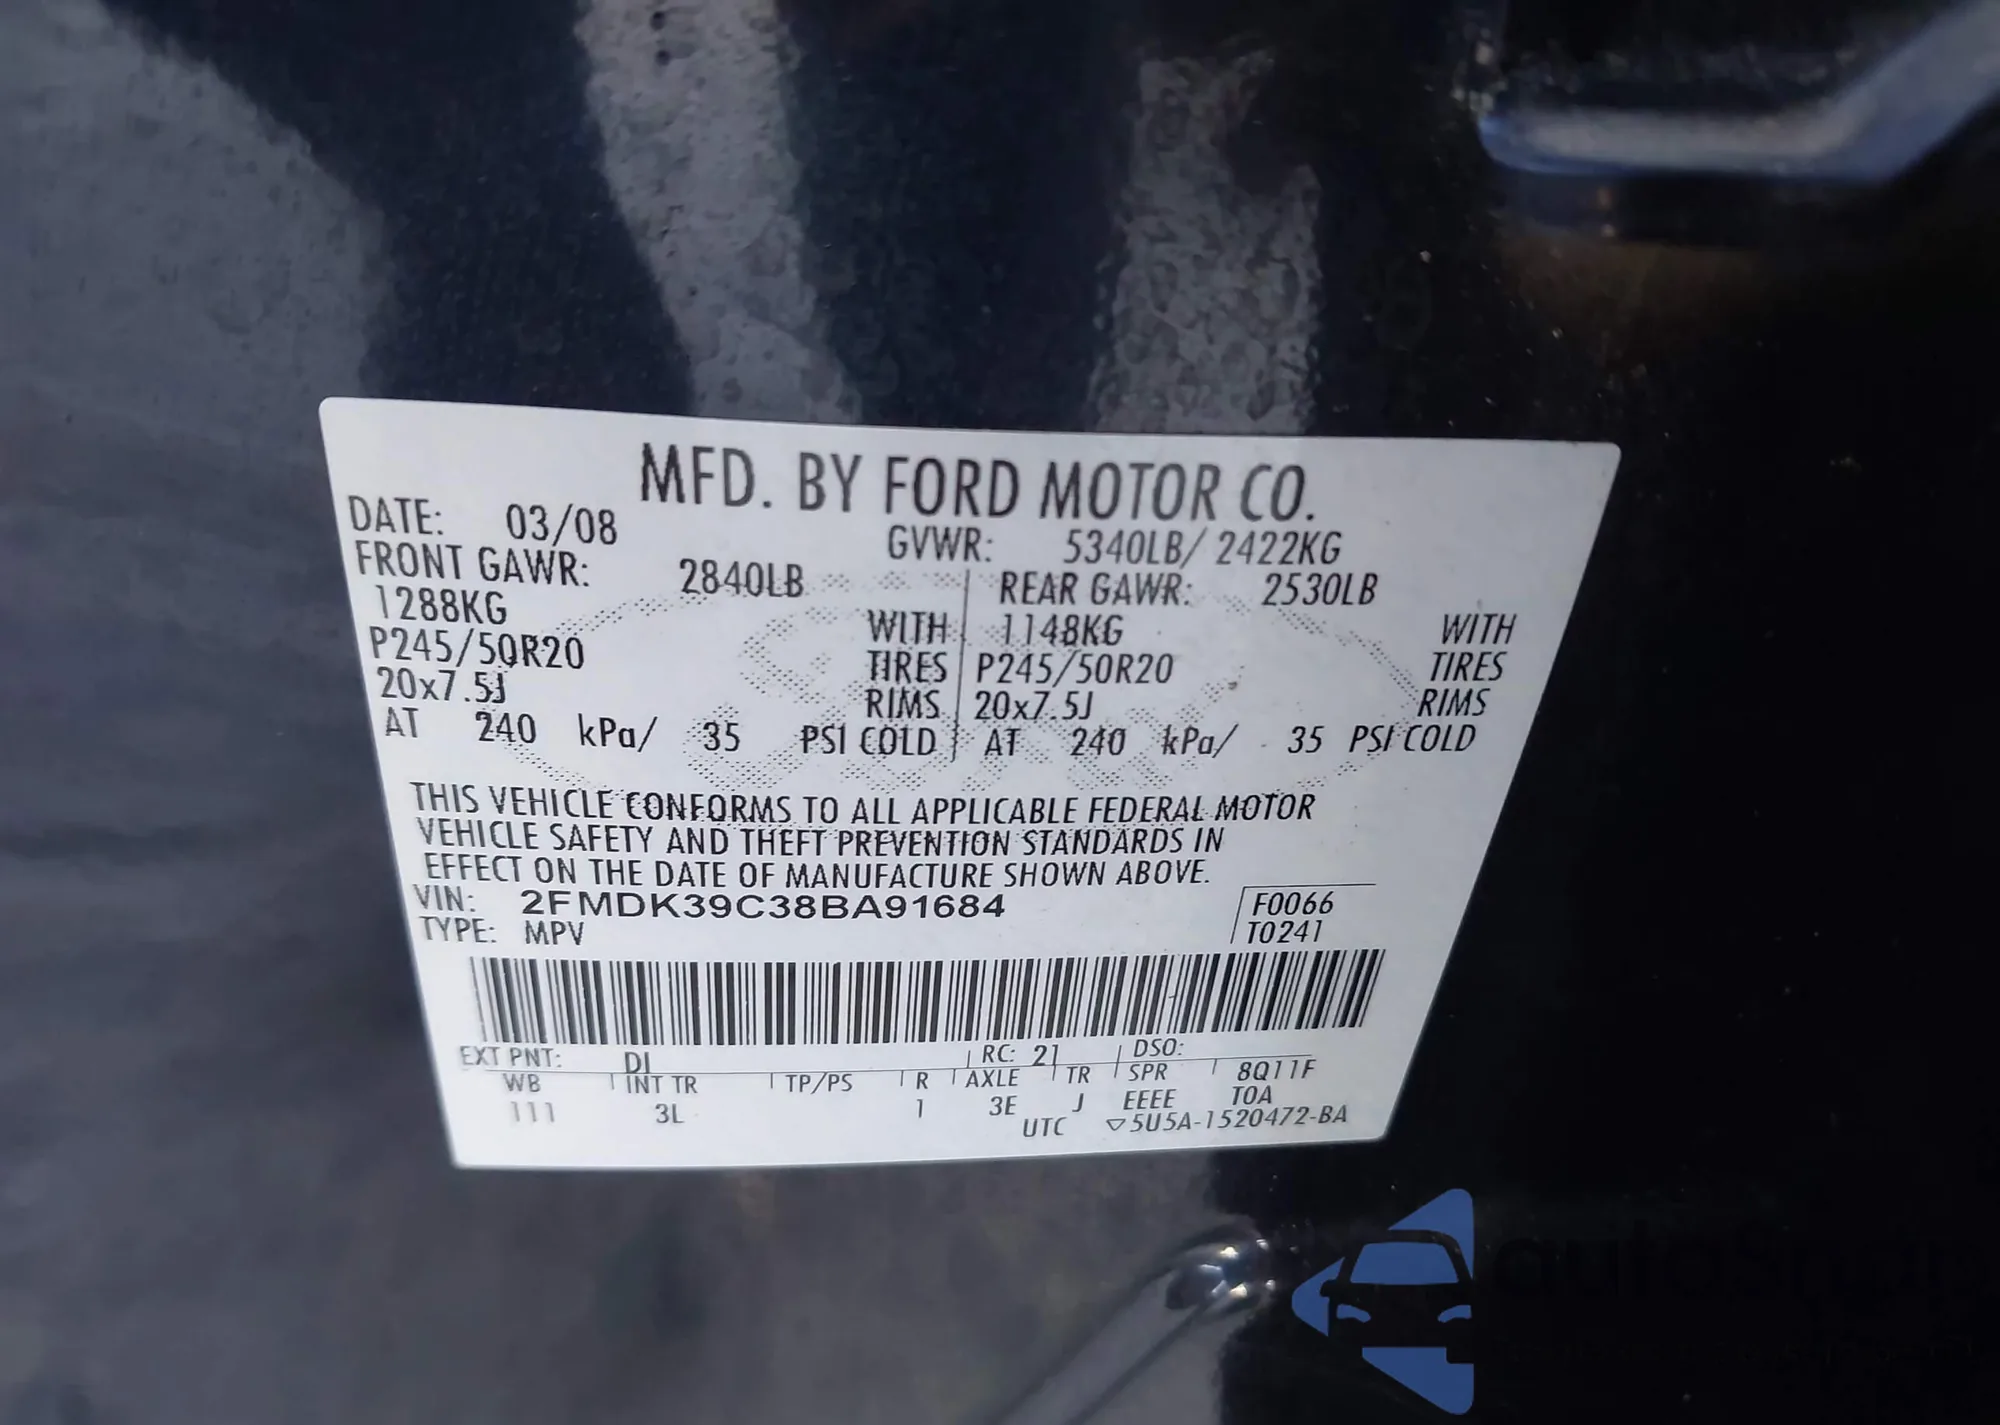 MFD. BY FORD MOTOR CO.
DATE: 03/08 GVWR: 5340LB/ 2422KG
FRONT GAWR: 2840LB REAR GAWR: 2530LB
1288KG WITH 1148KG WITH
P245/50R20 TIRES P245/50R20 TIRES
20x7.5J RIMS 20x7.5J RIMS
AT 240 kPa/ 35 PSI COLD AT 240 kPa/ 35 PSI COLD
THIS VEHICLE CONFORMS TO ALL APPLICABLE FEDERAL MOTOR
VEHICLE SAFETY AND THEFT PREVENTION STANDARDS IN
EFFECT ON THE DATE OF MANUFACTURE SHOWN ABOVE.
VIN: 2FMDK39C38BA91684 F0066
TYPE: MPV T0241
EXT PNT: DI RC: 21 DSO:
WB INT TR TP/PS R AXLE TR SPR 8Q11F
111 3L 1 3E J EEEE TOA
UTC ▽5U5A-1520472-BA